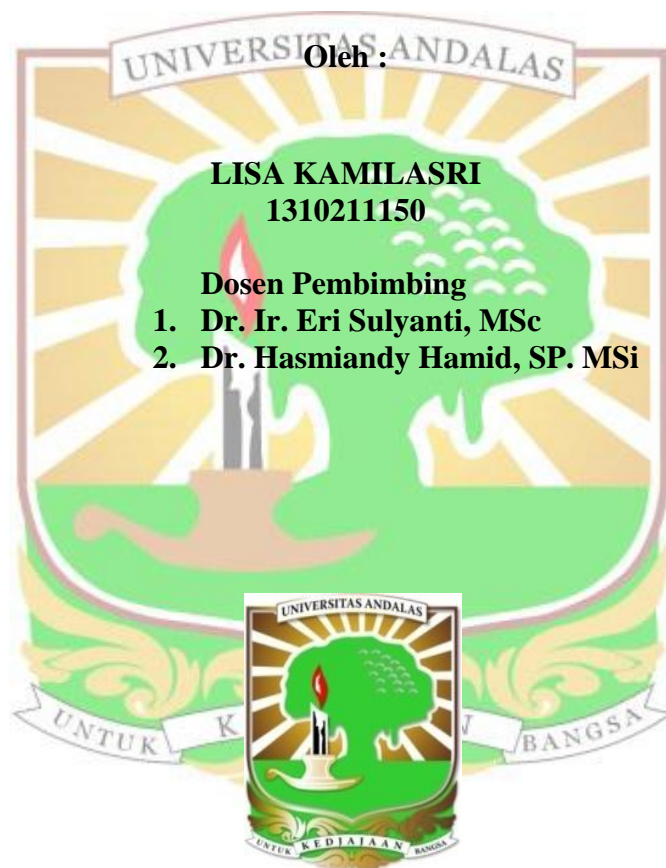 UNIVERSITAS ANDALAS
Oleh :
LISA KAMILASRI
1310211150
Dosen Pembimbing
1. Dr. Ir. Eri Sulyanti, MSc
2. Dr. Hasmiandy Hamid, SP. MSi
UNIVERSITAS ANDALAS
UNTUK K N BANGSA
UNTUK KEDJAJAAN BANGSA